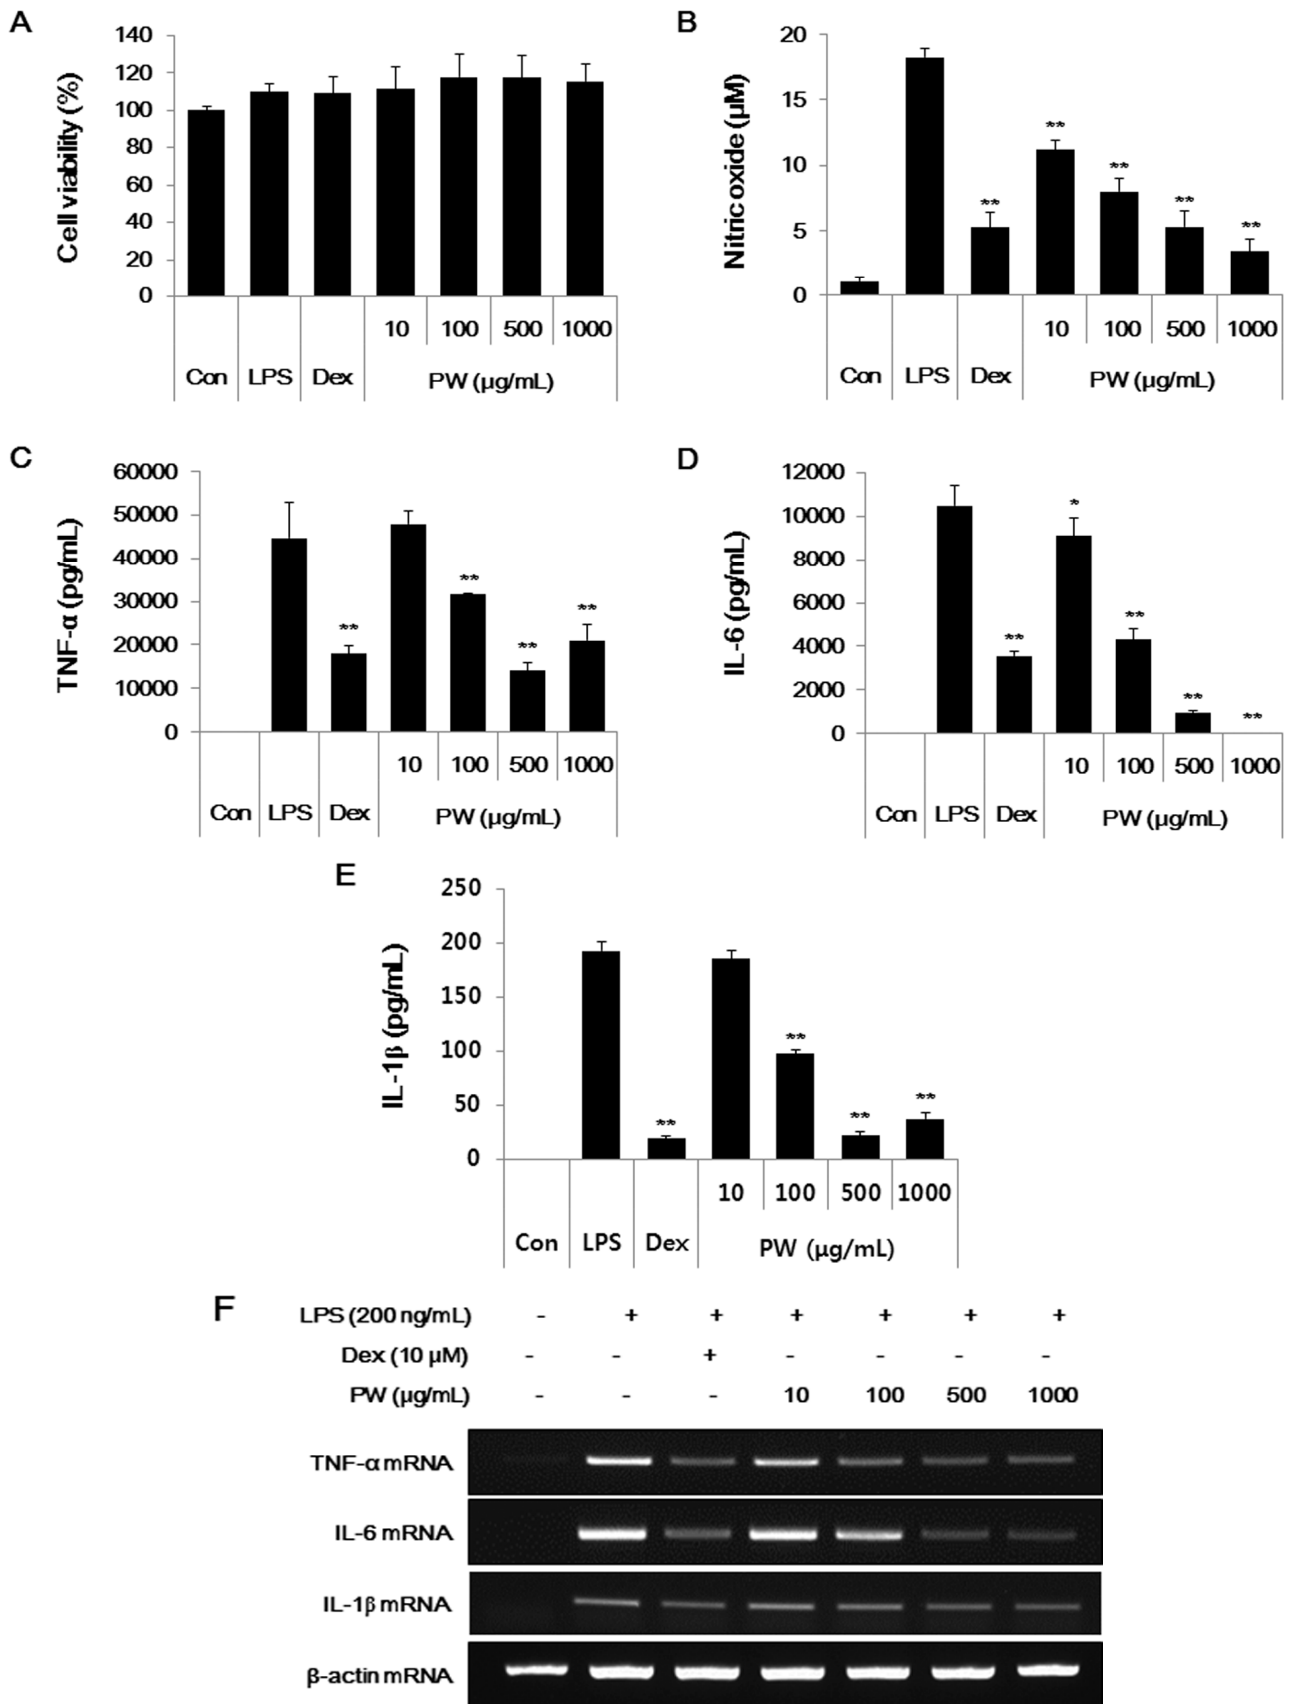 A
Cell viability (%)
140
120
100
80
60
40
20
0
10 100 500 1000
Con LPS Dex PW (µg/mL)
B
Nitric oxide (µM)
20
15
10
5
0
** ** ** ** **
10 100 500 1000
Con LPS Dex PW (µg/mL)
C
TNF-α (pg/mL)
60000
50000
40000
30000
20000
10000
0
** ** ** **
10 100 500 1000
Con LPS Dex PW (µg/mL)
D
IL-6 (pg/mL)
12000
10000
8000
6000
4000
2000
0
** * ** ** **
10 100 500 1000
Con LPS Dex PW (µg/mL)
E
IL-1β (pg/mL)
250
200
150
100
50
0
** ** ** **
10 100 500 1000
Con LPS Dex PW (µg/mL)
F
LPS (200 ng/mL) - + + + + + +
Dex (10 µM) - - + - - - -
PW (µg/mL) - - - 10 100 500 1000
TNF-α mRNA
IL-6 mRNA
IL-1β mRNA
β-actin mRNA